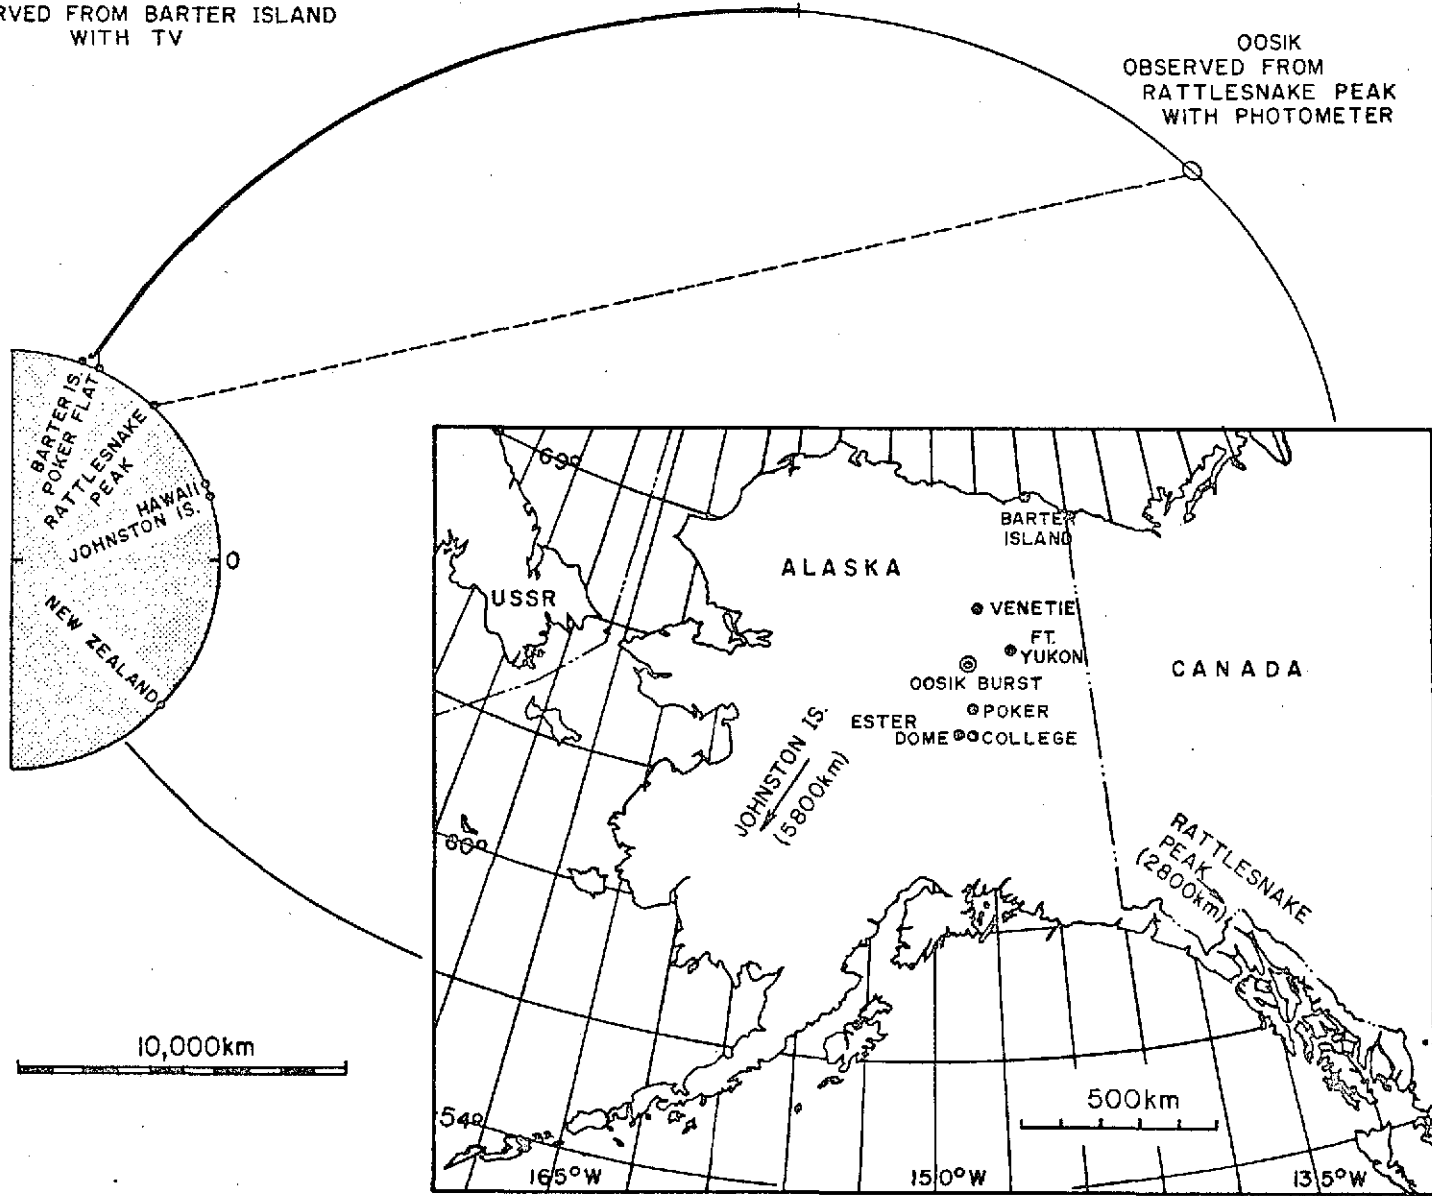 RVED FROM BARTER ISLAND
WITH TV
OOSIK
OBSERVED FROM
RATTLESNAKE PEAK
WITH PHOTOMETER
BARTER IS.
POKER FLAT
RATTLESNAKE
PEAK
HAWAII
JOHNSTON IS.
0
NEW ZEALAND
10,000km
69°
BARTER
ISLAND
ALASKA
USSR
VENETIE
FT.
YUKON
CANADA
OOSIK BURST
POKER
ESTER
DOME
COLLEGE
JOHNSTON IS.
(5800km)
60°
RATTLESNAKE
PEAK
(2800km)
500km
54°
165°W
150°W
135°W